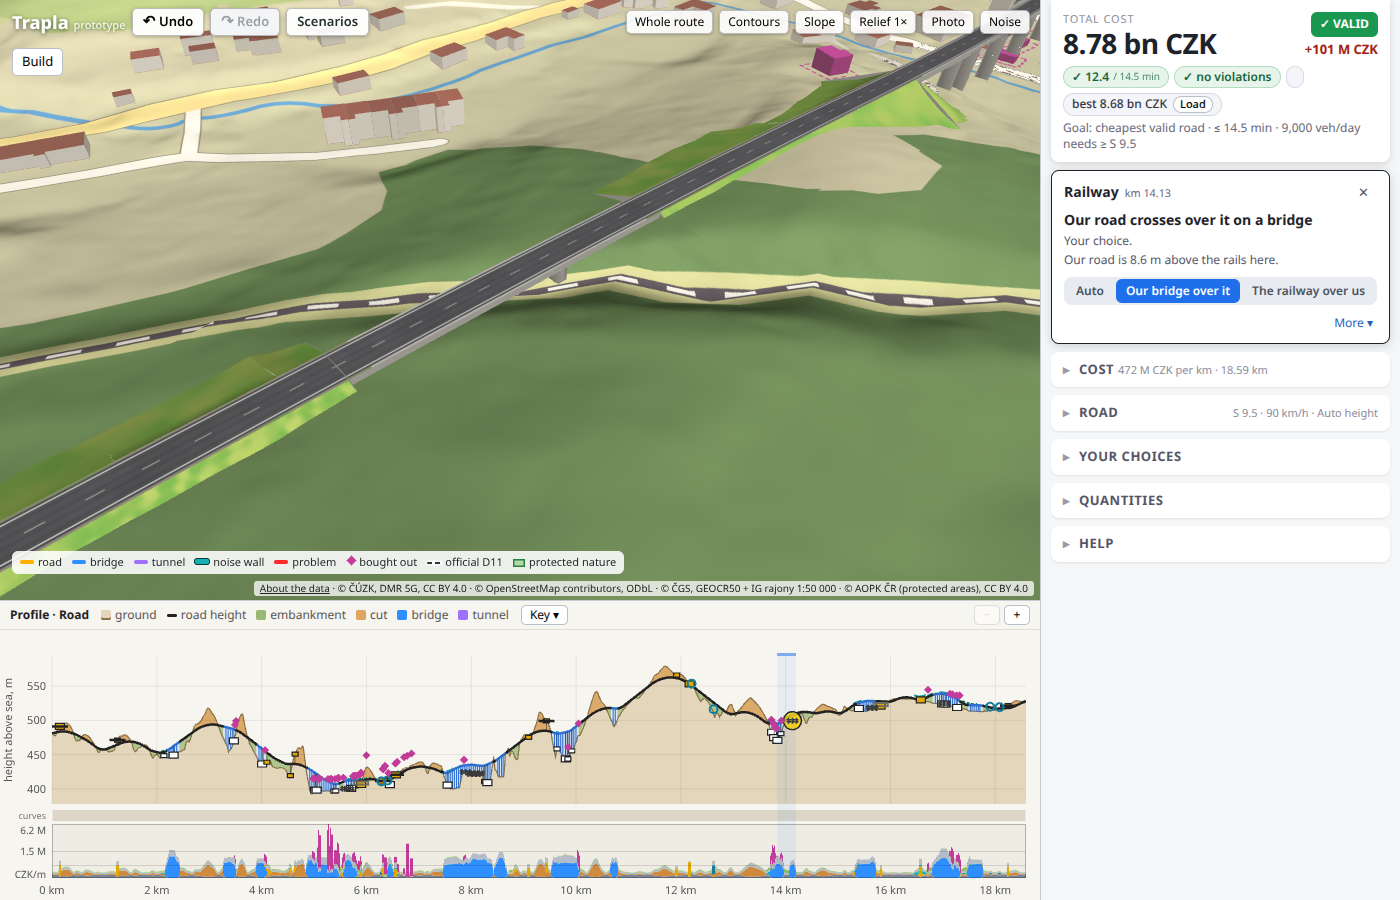 Trapla prototype
↶ Undo
↷ Redo
Scenarios
Whole route
Contours
Slope
Relief 1×
Photo
Noise
Build
road
bridge
tunnel
noise wall
problem
bought out
official D11
protected nature
About the data · © ČÚZK, DMR 5G, CC BY 4.0 · © OpenStreetMap contributors, ODbL · © ČGS, GEOCR50 + IG rajony 1:50 000 · © AOPK ČR (protected areas), CC BY 4.0
TOTAL COST
✓ VALID
8.78 bn CZK
+101 M CZK
✓ 12.4 / 14.5 min
✓ no violations
best 8.68 bn CZK Load
Goal: cheapest valid road · ≤ 14.5 min · 9,000 veh/day
needs ≥ S 9.5
Railway km 14.13
✕
Our road crosses over it on a bridge
Your choice.
Our road is 8.6 m above the rails here.
Auto
Our bridge over it
The railway over us
More ▾
▸ COST 472 M CZK per km · 18.59 km
▸ ROAD S 9.5 · 90 km/h · Auto height
▸ YOUR CHOICES
▸ QUANTITIES
▸ HELP
Profile · Road
ground
road height
embankment
cut
bridge
tunnel
Key ▾
−
+
height above sea, m
550
500
450
400
curves
6.2 M
1.5 M
CZK/m
0 km
2 km
4 km
6 km
8 km
10 km
12 km
14 km
16 km
18 km